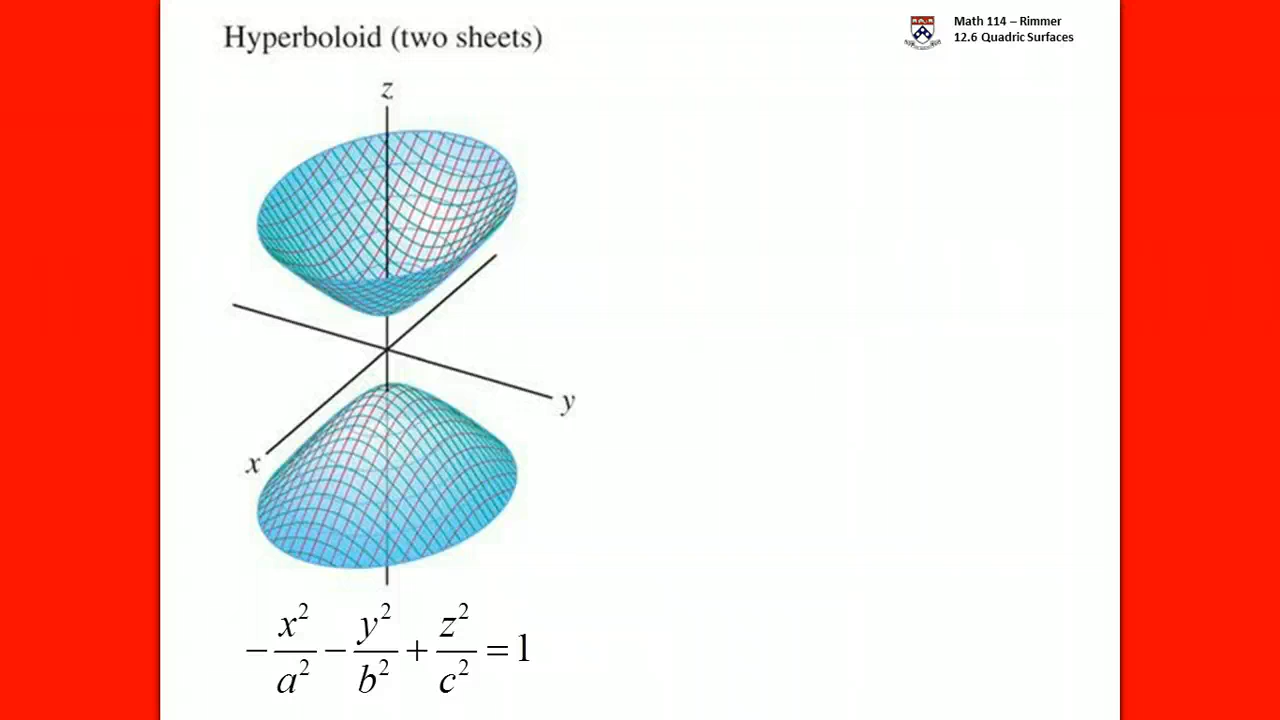 Hyperboloid (two sheets)
Math 114 – Rimmer
12.6 Quadric Surfaces
z
y
x
−x²/a² − y²/b² + z²/c² = 1